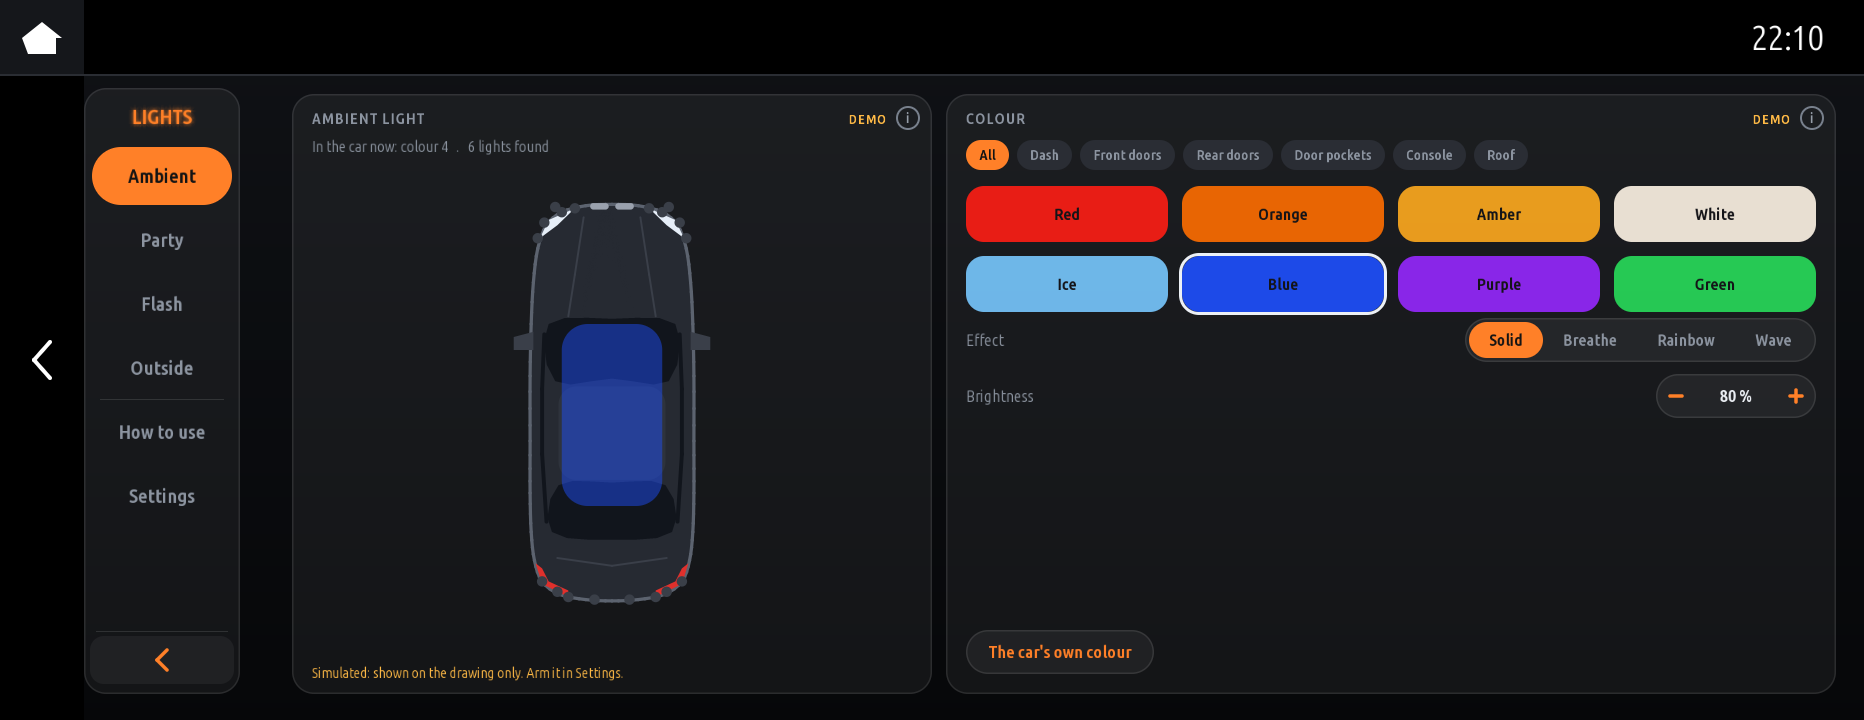 22:10
LIGHTS
Ambient
Party
Flash
Outside
How to use
Settings
AMBIENT LIGHT
DEMO
i
In the car now: colour 4 . 6 lights found
Simulated: shown on the drawing only. Arm it in Settings.
COLOUR
DEMO
i
All Dash Front doors Rear doors Door pockets Console Roof
Red Orange Amber White
Ice Blue Purple Green
Effect Solid Breathe Rainbow Wave
Brightness − 80 % +
The car's own colour